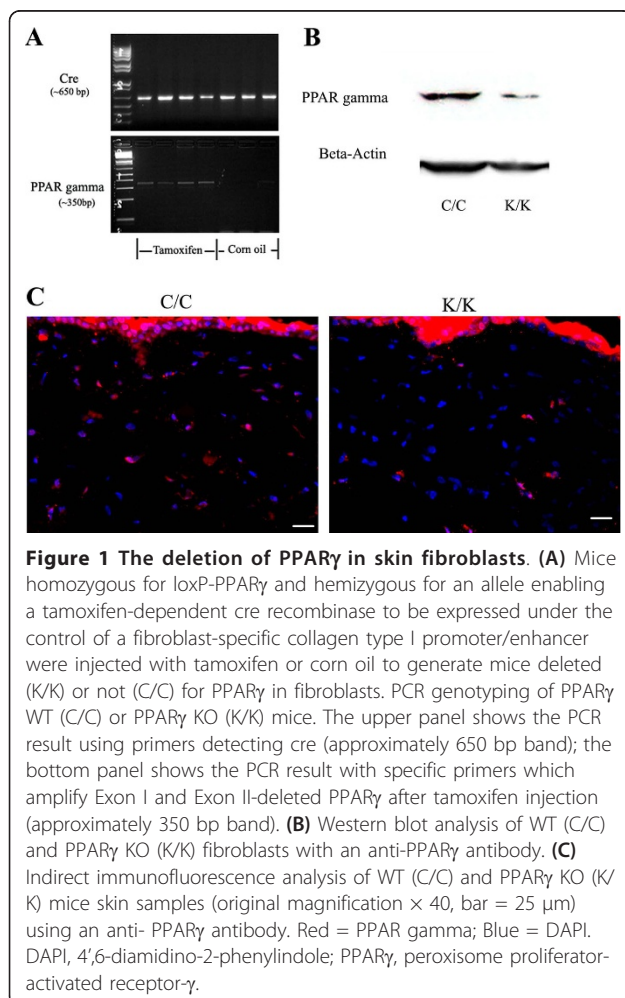 A
B
Cre
(~650 bp)
PPAR gamma
PPAR gamma
(~350bp)
Beta-Actin
Tamoxifen
Corn oil
C/C
K/K
C
C/C
K/K
Figure 1 The deletion of PPARγ in skin fibroblasts. (A) Mice
homozygous for loxP-PPARγ and hemizygous for an allele enabling
a tamoxifen-dependent cre recombinase to be expressed under the
control of a fibroblast-specific collagen type I promoter/enhancer
were injected with tamoxifen or corn oil to generate mice deleted
(K/K) or not (C/C) for PPARγ in fibroblasts. PCR genotyping of PPARγ
WT (C/C) or PPARγ KO (K/K) mice. The upper panel shows the PCR
result using primers detecting cre (approximately 650 bp band); the
bottom panel shows the PCR result with specific primers which
amplify Exon I and Exon II-deleted PPARγ after tamoxifen injection
(approximately 350 bp band). (B) Western blot analysis of WT (C/C)
and PPARγ KO (K/K) fibroblasts with an anti-PPARγ antibody. (C)
Indirect immunofluorescence analysis of WT (C/C) and PPARγ KO (K/
K) mice skin samples (original magnification × 40, bar = 25 μm)
using an anti- PPARγ antibody. Red = PPAR gamma; Blue = DAPI.
DAPI, 4’,6-diamidino-2-phenylindole; PPARγ, peroxisome proliferator-
activated receptor-γ.